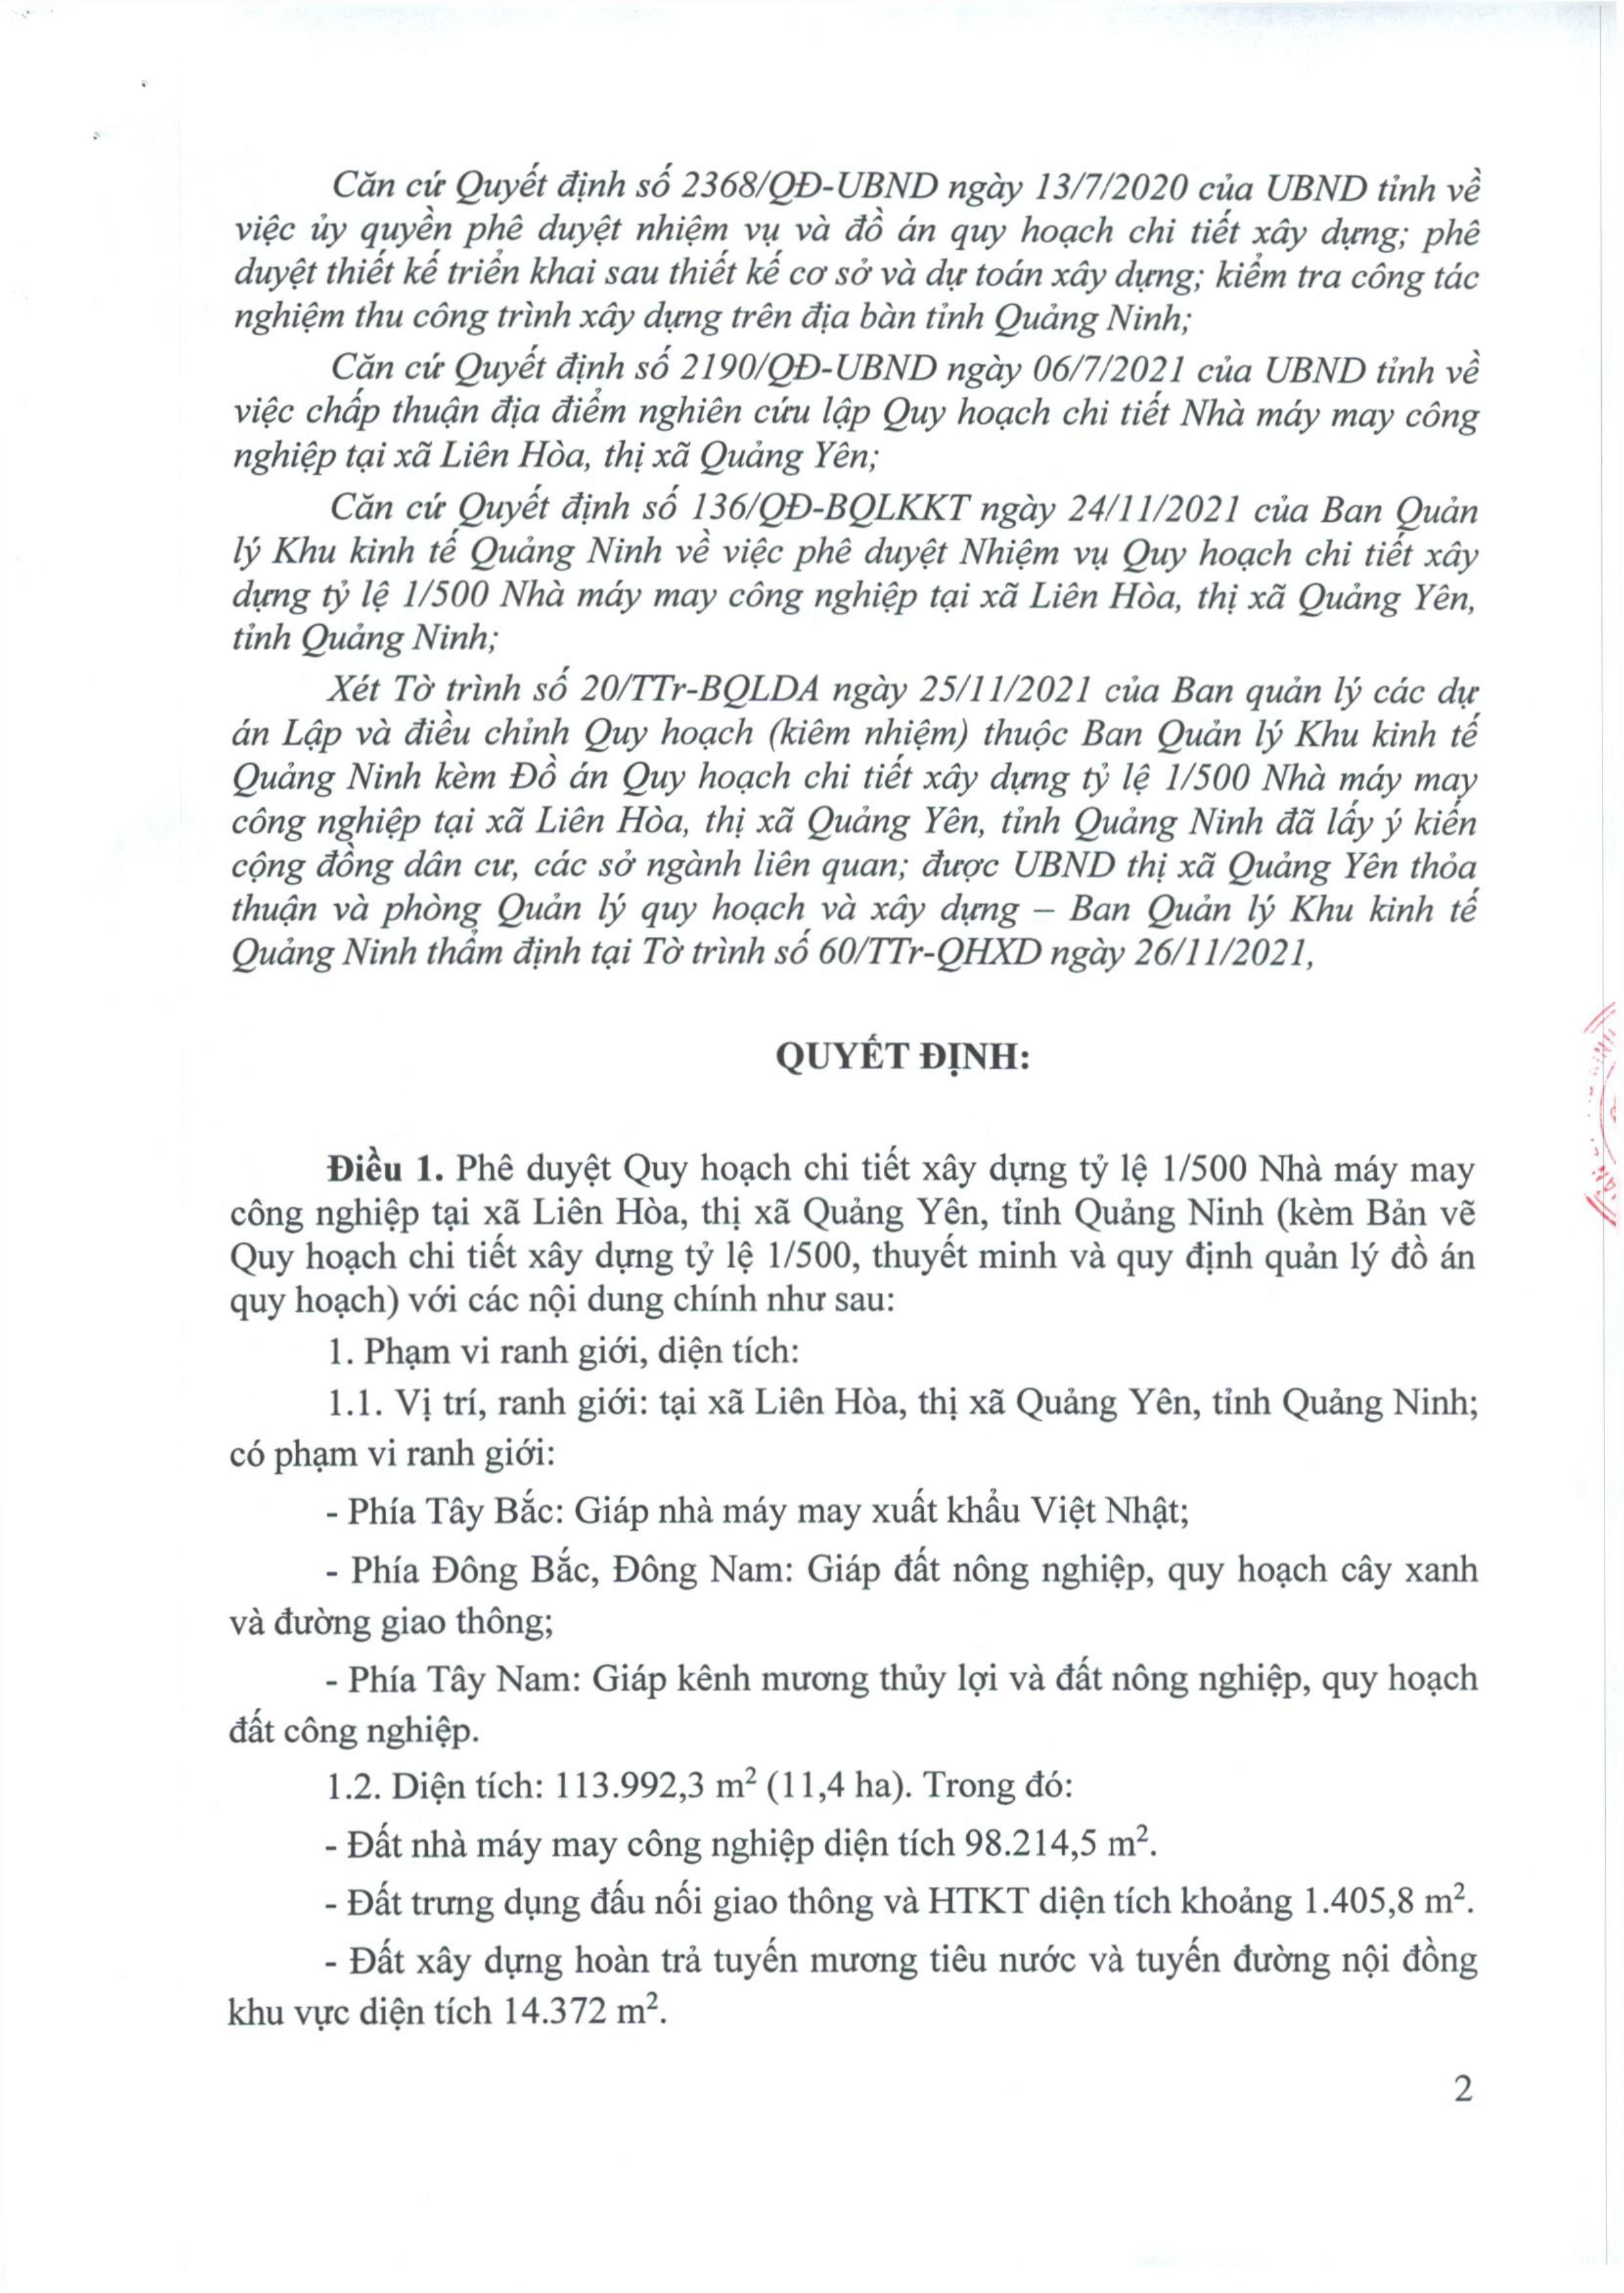 Căn cứ Quyết định số 2368/QĐ-UBND ngày 13/7/2020 của UBND tỉnh về
việc ủy quyền phê duyệt nhiệm vụ và đồ án quy hoạch chi tiết xây dựng; phê
duyệt thiết kế triển khai sau thiết kế cơ sở và dự toán xây dựng; kiểm tra công tác
nghiệm thu công trình xây dựng trên địa bàn tỉnh Quảng Ninh;
Căn cứ Quyết định số 2190/QĐ-UBND ngày 06/7/2021 của UBND tỉnh về
việc chấp thuận địa điểm nghiên cứu lập Quy hoạch chi tiết Nhà máy may công
nghiệp tại xã Liên Hòa, thị xã Quảng Yên;
Căn cứ Quyết định số 136/QĐ-BQLKKT ngày 24/11/2021 của Ban Quản
lý Khu kinh tế Quảng Ninh về việc phê duyệt Nhiệm vụ Quy hoạch chi tiết xây
dựng tỷ lệ 1/500 Nhà máy may công nghiệp tại xã Liên Hòa, thị xã Quảng Yên,
tỉnh Quảng Ninh;
Xét Tờ trình số 20/TTr-BQLDA ngày 25/11/2021 của Ban quản lý các dự
án Lập và điều chỉnh Quy hoạch (kiêm nhiệm) thuộc Ban Quản lý Khu kinh tế
Quảng Ninh kèm Đồ án Quy hoạch chi tiết xây dựng tỷ lệ 1/500 Nhà máy may
công nghiệp tại xã Liên Hòa, thị xã Quảng Yên, tỉnh Quảng Ninh đã lấy ý kiến
cộng đồng dân cư, các sở ngành liên quan; được UBND thị xã Quảng Yên thỏa
thuận và phòng Quản lý quy hoạch và xây dựng – Ban Quản lý Khu kinh tế
Quảng Ninh thẩm định tại Tờ trình số 60/TTr-QHXD ngày 26/11/2021,
QUYẾT ĐỊNH:
Điều 1. Phê duyệt Quy hoạch chi tiết xây dựng tỷ lệ 1/500 Nhà máy may
công nghiệp tại xã Liên Hòa, thị xã Quảng Yên, tỉnh Quảng Ninh (kèm Bản vẽ
Quy hoạch chi tiết xây dựng tỷ lệ 1/500, thuyết minh và quy định quản lý đồ án
quy hoạch) với các nội dung chính như sau:
1. Phạm vi ranh giới, diện tích:
1.1. Vị trí, ranh giới: tại xã Liên Hòa, thị xã Quảng Yên, tỉnh Quảng Ninh;
có phạm vi ranh giới:
- Phía Tây Bắc: Giáp nhà máy may xuất khẩu Việt Nhật;
- Phía Đông Bắc, Đông Nam: Giáp đất nông nghiệp, quy hoạch cây xanh
và đường giao thông;
- Phía Tây Nam: Giáp kênh mương thủy lợi và đất nông nghiệp, quy hoạch
đất công nghiệp.
1.2. Diện tích: 113.992,3 m² (11,4 ha). Trong đó:
- Đất nhà máy may công nghiệp diện tích 98.214,5 m².
- Đất trưng dụng đấu nối giao thông và HTKT diện tích khoảng 1.405,8 m².
- Đất xây dựng hoàn trả tuyến mương tiêu nước và tuyến đường nội đồng
khu vực diện tích 14.372 m².
2